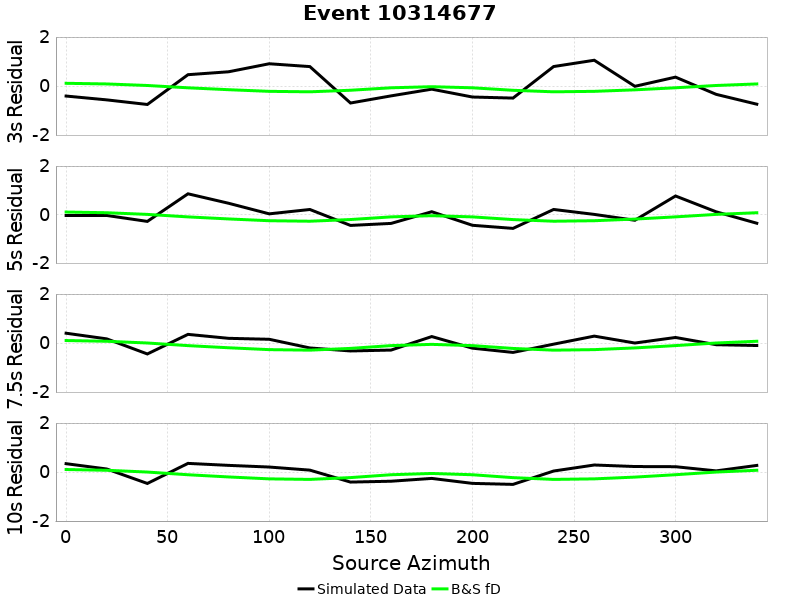 Event 10314677
3s Residual
2
0
-2
5s Residual
2
0
-2
7.5s Residual
2
0
-2
10s Residual
2
0
-2
0 50 100 150 200 250 300
Source Azimuth
Simulated Data B&S fD